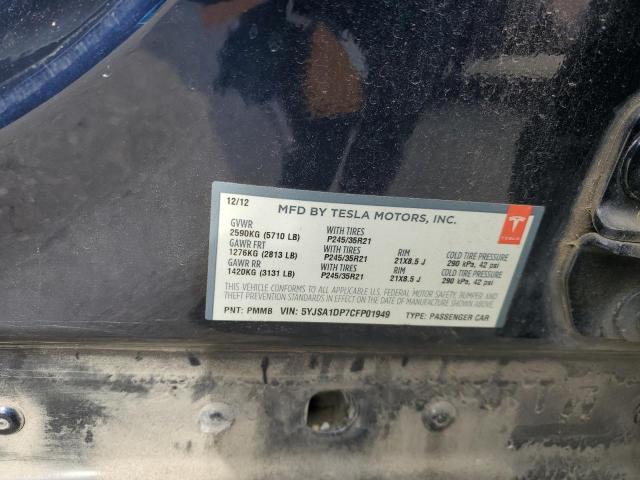 12/12 MFD BY TESLA MOTORS, INC.
GVWR WITH TIRES
2590KG (5710 LB) P245/35R21
GAWR FRT WITH TIRES RIM COLD TIRE PRESSURE
1276KG (2813 LB) P245/35R21 21X8.5 J 290 kPa, 42 psi
GAWR RR WITH TIRES RIM COLD TIRE PRESSURE
1420KG (3131 LB) P245/35R21 21X8.5 J 290 kPa, 42 psi
THIS VEHICLE CONFORMS TO ALL APPLICABLE U.S. FEDERAL MOTOR SAFETY, BUMPER AND
THEFT PREVENTION STANDARDS IN EFFECT ON THE DATE OF MANUFACTURE SHOWN ABOVE.
PNT: PMMB VIN: 5YJSA1DP7CFP01949 TYPE: PASSENGER CAR
TESLA